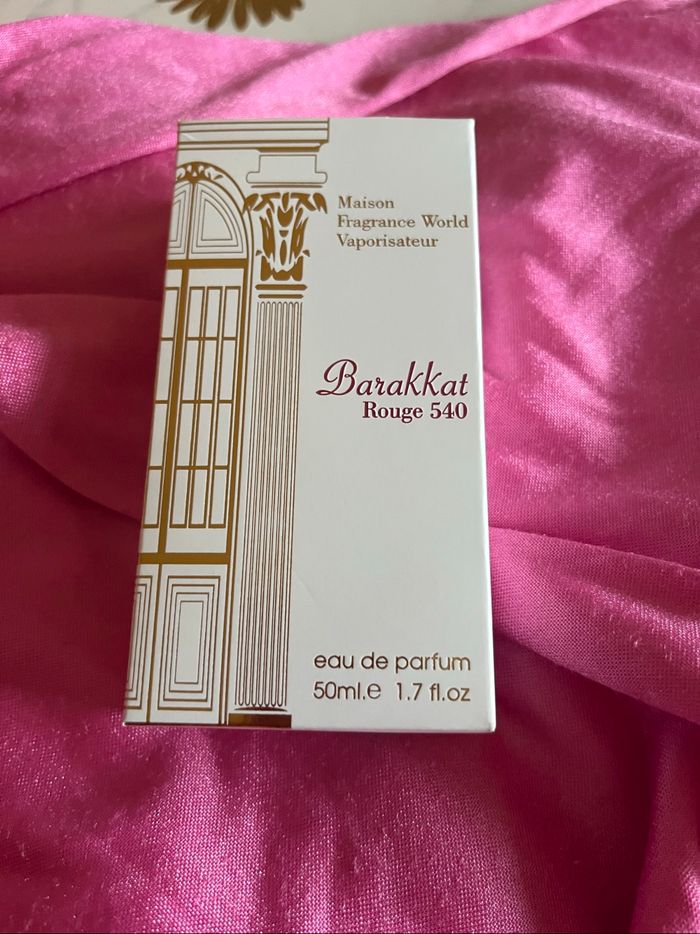 Maison
Fragrance World
Vaporisateur
Barakkat
Rouge 540
eau de parfum
50ml.e 1.7 fl.oz